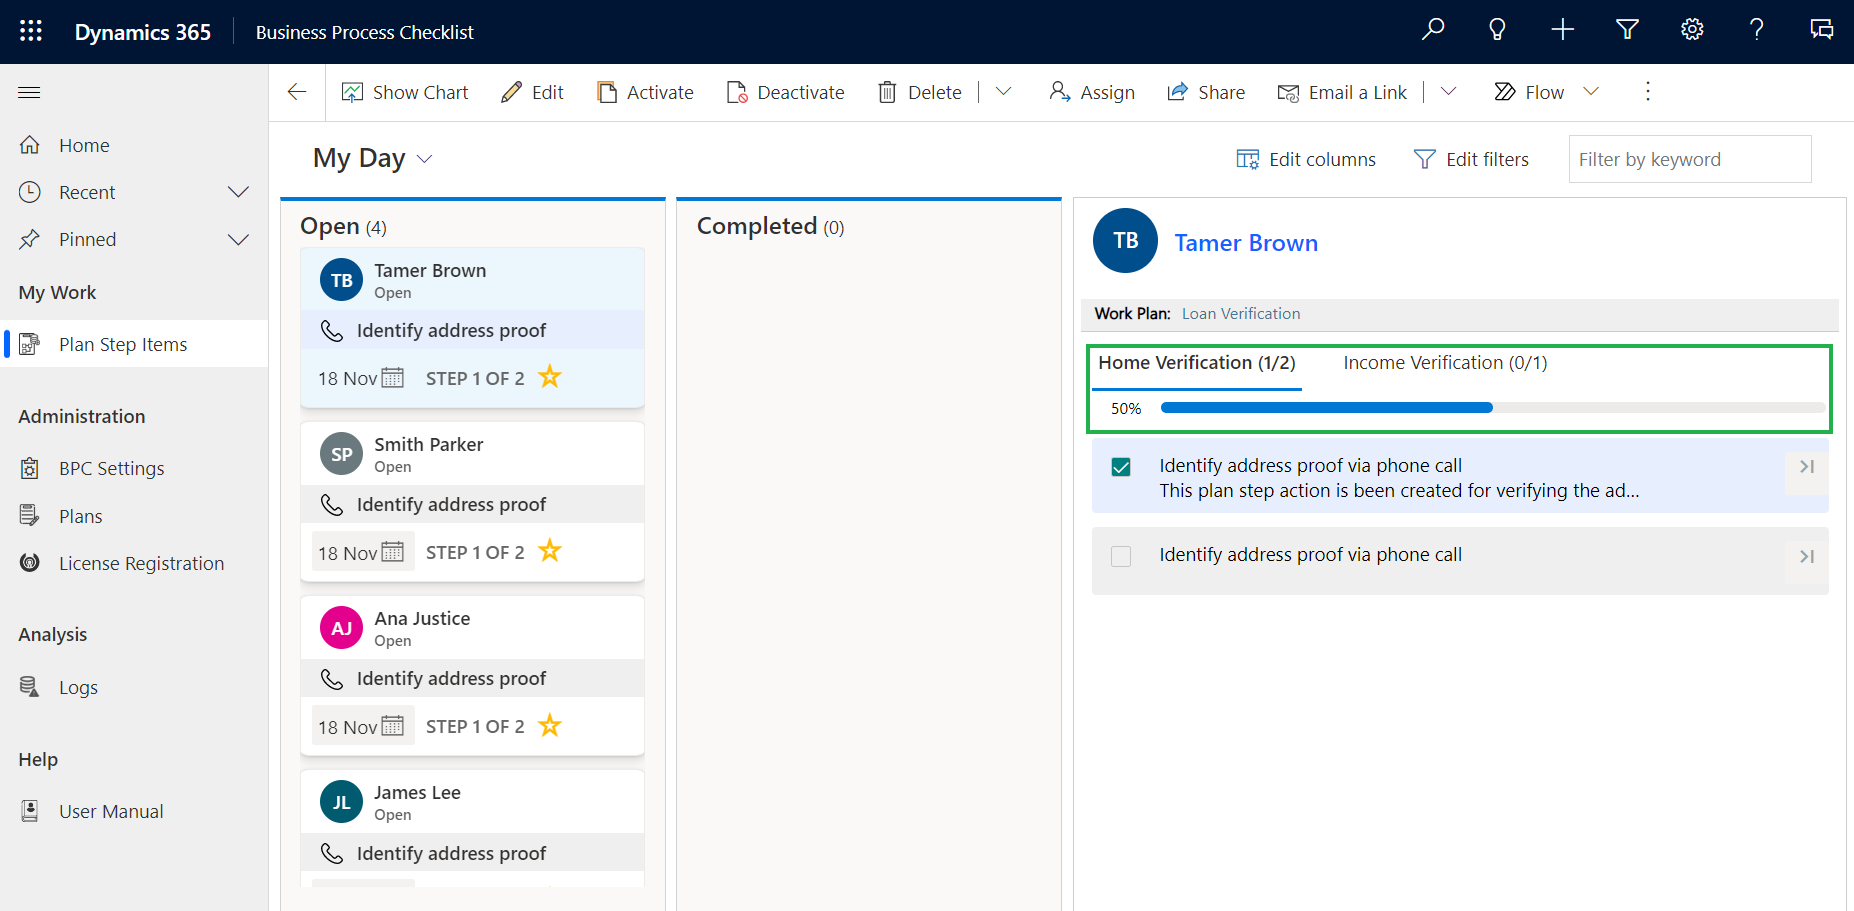 Dynamics 365
Business Process Checklist
Show Chart
Edit
Activate
Deactivate
Delete
Assign
Share
Email a Link
Flow
Home
Recent
Pinned
My Work
Plan Step Items
Administration
BPC Settings
Plans
License Registration
Analysis
Logs
Help
User Manual
My Day
Edit columns
Edit filters
Filter by keyword
Open (4)
TB
Tamer Brown
Open
Identify address proof
18 Nov
STEP 1 OF 2
SP
Smith Parker
Open
Identify address proof
18 Nov
STEP 1 OF 2
AJ
Ana Justice
Open
Identify address proof
18 Nov
STEP 1 OF 2
JL
James Lee
Open
Identify address proof
Completed (0)
TB
Tamer Brown
Work Plan: Loan Verification
Home Verification (1/2)
Income Verification (0/1)
50%
Identify address proof via phone call
This plan step action is been created for verifying the ad...
Identify address proof via phone call